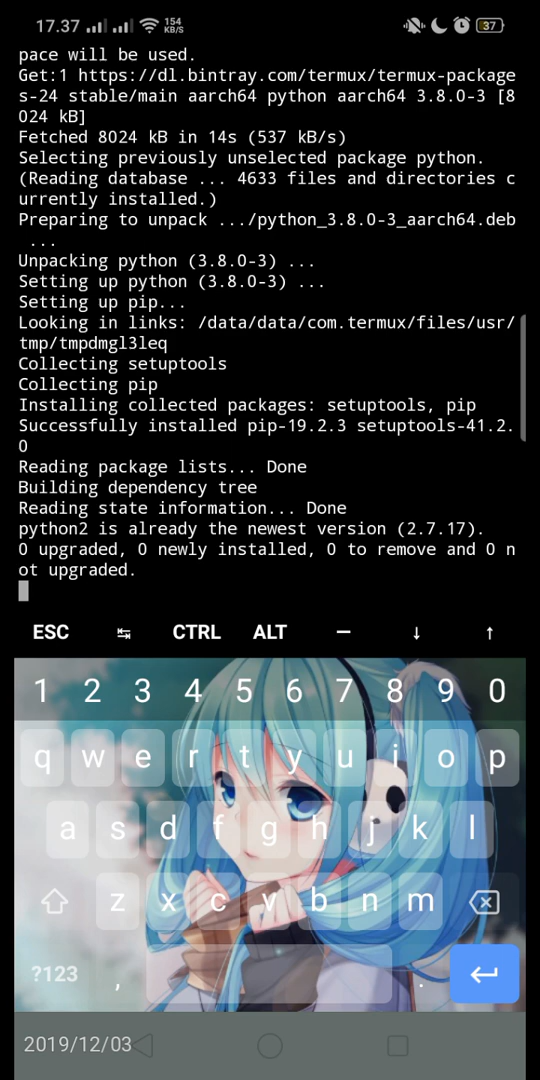 17.37 154 KB/S 37
pace will be used.
Get:1 https://dl.bintray.com/termux/termux-package
s-24 stable/main aarch64 python aarch64 3.8.0-3 [8
024 kB]
Fetched 8024 kB in 14s (537 kB/s)
Selecting previously unselected package python.
(Reading database ... 4633 files and directories c
urrently installed.)
Preparing to unpack .../python_3.8.0-3_aarch64.deb
 ...
Unpacking python (3.8.0-3) ...
Setting up python (3.8.0-3) ...
Setting up pip...
Looking in links: /data/data/com.termux/files/usr/
tmp/tmpdmgl3leq
Collecting setuptools
Collecting pip
Installing collected packages: setuptools, pip
Successfully installed pip-19.2.3 setuptools-41.2.
0
Reading package lists... Done
Building dependency tree
Reading state information... Done
python2 is already the newest version (2.7.17).
0 upgraded, 0 newly installed, 0 to remove and 0 n
ot upgraded.
ESC ↹ CTRL ALT — ↓ ↑
1 2 3 4 5 6 7 8 9 0
q w e r t y u i o p
a s d f g h j k l
z x c v b n m
?123 , .
2019/12/03